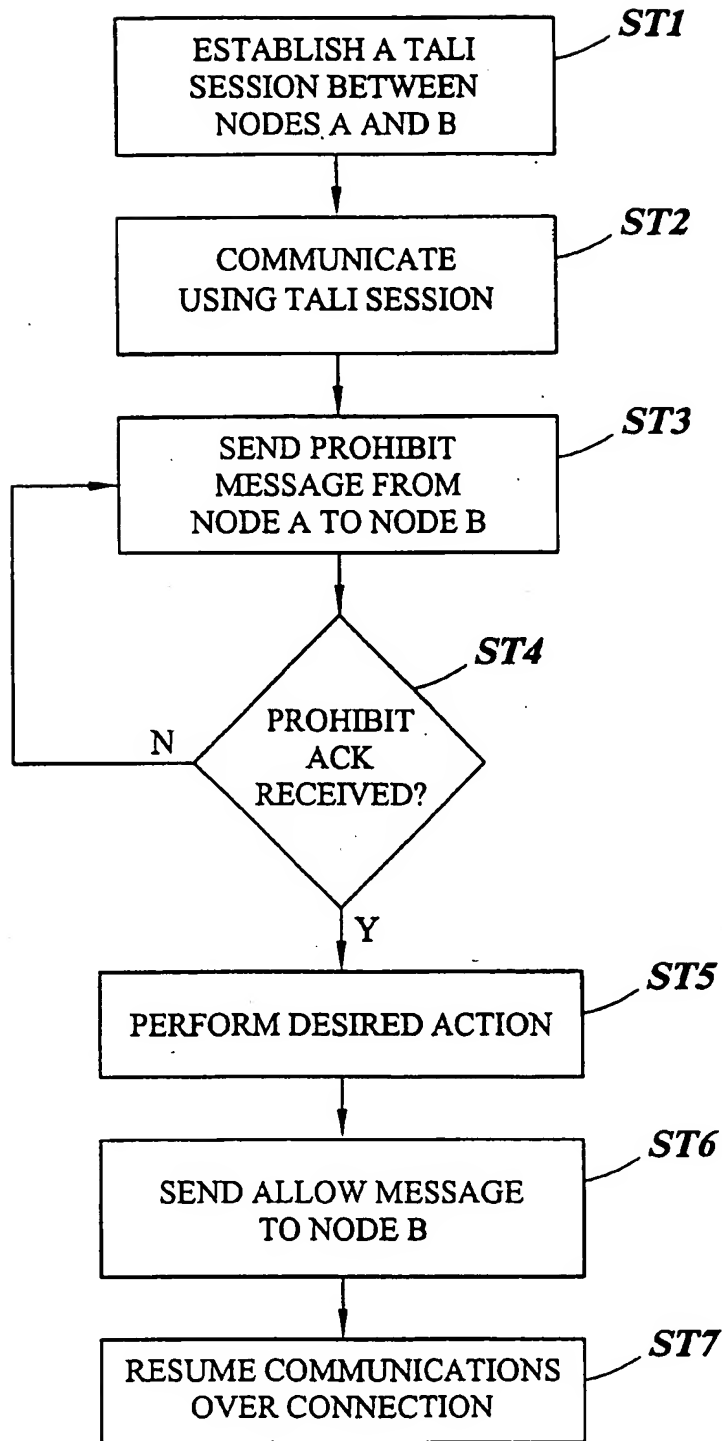 ST1
ESTABLISH A TALI
SESSION BETWEEN
NODES A AND B
ST2
COMMUNICATE
USING TALI SESSION
ST3
SEND PROHIBIT
MESSAGE FROM
NODE A TO NODE B
ST4
PROHIBIT
ACK
RECEIVED?
N
Y
ST5
PERFORM DESIRED ACTION
ST6
SEND ALLOW MESSAGE
TO NODE B
ST7
RESUME COMMUNICATIONS
OVER CONNECTION